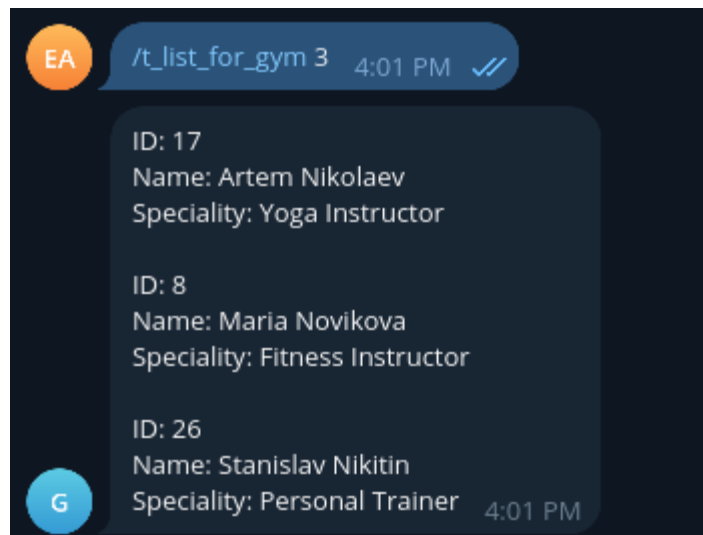 EA
/t_list_for_gym 3 4:01 PM
ID: 17
Name: Artem Nikolaev
Speciality: Yoga Instructor
ID: 8
Name: Maria Novikova
Speciality: Fitness Instructor
ID: 26
Name: Stanislav Nikitin
Speciality: Personal Trainer 4:01 PM
G